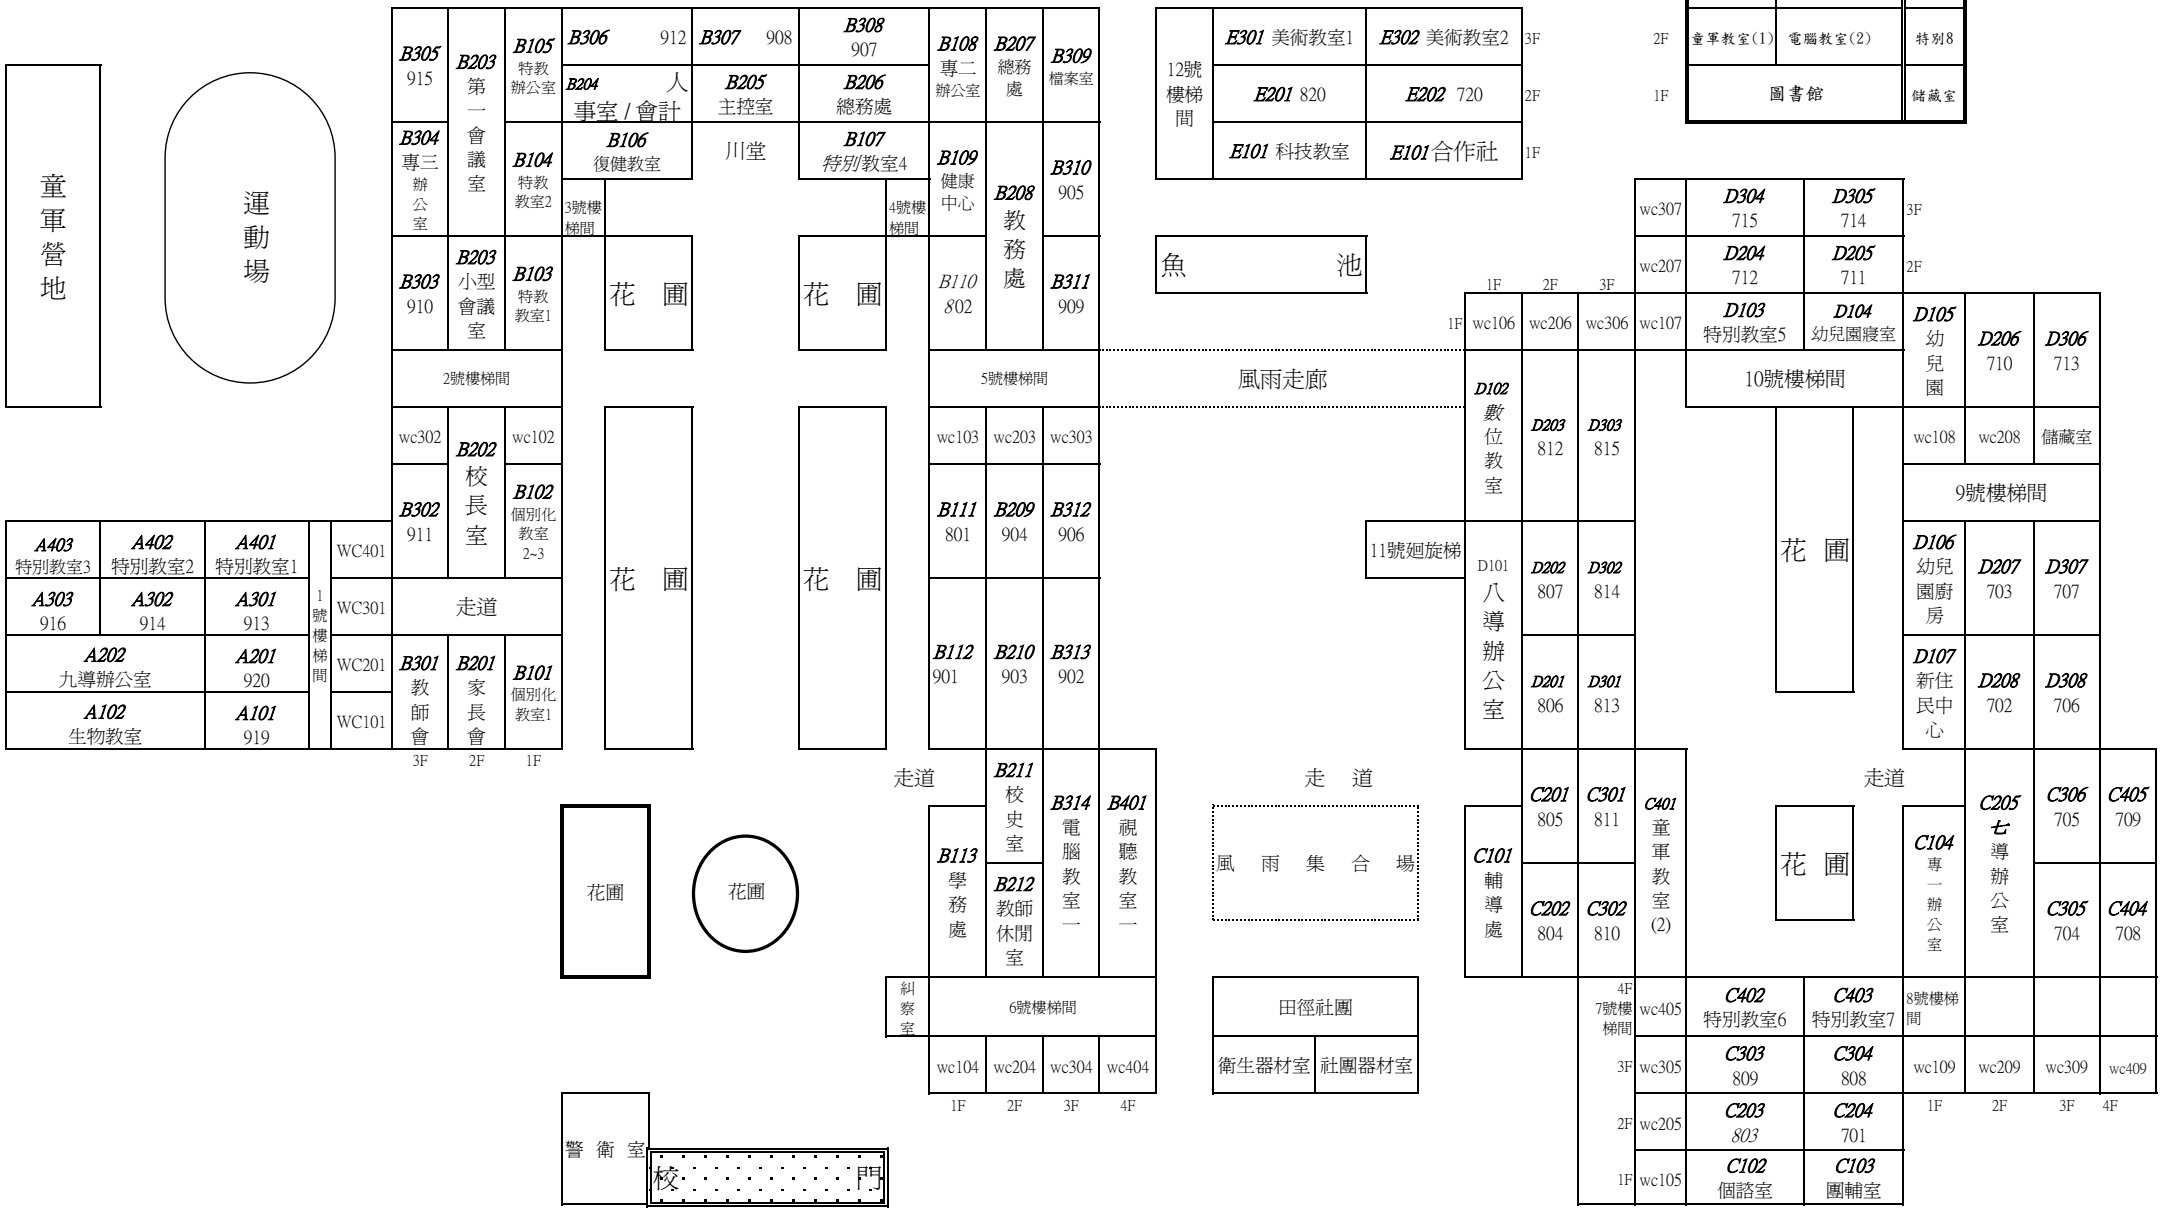 童軍營地
運動場
B305
915
B203
第一會議室
B105
特教
辦公室
B306 912
B307 908
B308
907
B204 人
事室 / 會計
B205
主控室
B206
總務處
B106
復健教室
川堂
B107
特別教室4
B108
專二
辦公室
B207
總務
處
B309
檔案室
B304
專三
辦
公
室
B104
特教
教室2
3號樓
梯間
4號樓
梯間
B109
健康
中心
B208
教
務
處
B310
905
B303
910
B203
小型
會議
室
B103
特教
教室1
花 圃
花 圃
B110
802
B311
909
2號樓梯間
5號樓梯間
風雨走廊
wc302
B202
校
長
室
wc102
B302
911
B102
個別化
教室
2~3
花 圃
花 圃
wc103
wc203
wc303
B111
801
B209
904
B312
906
B112
901
B210
903
B313
902
A403
特別教室3
A402
特別教室2
A401
特別教室1
1
號
樓
梯
間
WC401
A303
916
A302
914
A301
913
WC301
走道
A202
九導辦公室
A201
920
WC201
A102
生物教室
A101
919
WC101
B301
教
師
會
B201
家
長
會
B101
個別化
教室1
3F
2F
1F
花圃
花圃
走道
B113
學
務
處
B211
校
史
室
B212
教師
休閒
室
B314
電
腦
教
室
一
B401
視
聽
教
室
一
糾
察
室
6號樓梯間
wc104
wc204
wc304
wc404
1F
2F
3F
4F
警 衛 室
校 門
12號
樓梯
間
E301 美術教室1
E302 美術教室2
3F
E201 820
E202 720
2F
E101 科技教室
E101合作社
1F
2F
童軍教室(1)
電腦教室(2)
特別8
1F
圖書館
儲藏室
魚 池
wc307
D304
715
D305
714
3F
wc207
D204
712
D205
711
2F
1F
2F
3F
1F
wc106
wc206
wc306
wc107
D103
特別教室5
D104
幼兒園寢室
D105
幼
兒
園
D206
710
D306
713
10號樓梯間
D102
數
位
教
室
D203
812
D303
815
wc108
wc208
儲藏室
9號樓梯間
11號廻旋梯
D101
八
導
辦
公
室
D202
807
D302
814
花 圃
D106
幼兒
園廚
房
D207
703
D307
707
D201
806
D301
813
D107
新住
民中
心
D208
702
D308
706
走 道
風 雨 集 合 場
C101
輔
導
處
C201
805
C301
811
C401
童
軍
教
室
(2)
C202
804
C302
810
走道
花 圃
C104
專
一
辦
公
室
C205
七
導
辦
公
室
C306
705
C405
709
C305
704
C404
708
田徑社團
衛生器材室
社團器材室
4F
7號樓
梯間
wc405
C402
特別教室6
C403
特別教室7
8號樓梯
間
3F
wc305
C303
809
C304
808
wc109
wc209
wc309
wc409
2F
wc205
C203
803
C204
701
1F
2F
3F
4F
1F
wc105
C102
個諮室
C103
團輔室